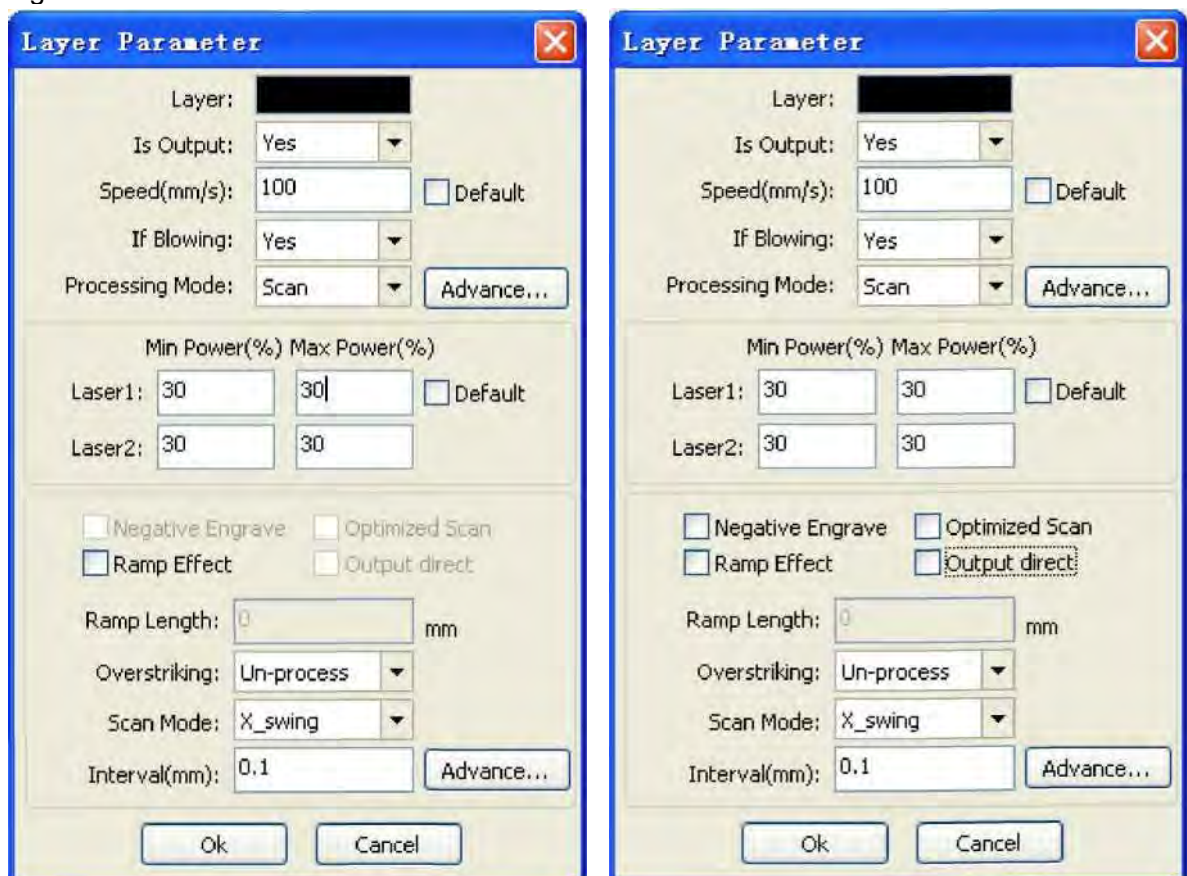 Layer Parameter
Layer:
Is Output: Yes
Speed(mm/s): 100 Default
If Blowing: Yes
Processing Mode: Scan Advance...
Min Power(%) Max Power(%)
Laser1: 30 30 Default
Laser2: 30 30
Negative Engrave Optimized Scan
Ramp Effect Output direct
Ramp Length: 0 mm
Overstriking: Un-process
Scan Mode: X_swing
Interval(mm): 0.1 Advance...
Ok Cancel
Layer Parameter
Layer:
Is Output: Yes
Speed(mm/s): 100 Default
If Blowing: Yes
Processing Mode: Scan Advance...
Min Power(%) Max Power(%)
Laser1: 30 30 Default
Laser2: 30 30
Negative Engrave Optimized Scan
Ramp Effect Output direct
Ramp Length: 0 mm
Overstriking: Un-process
Scan Mode: X_swing
Interval(mm): 0.1 Advance...
Ok Cancel